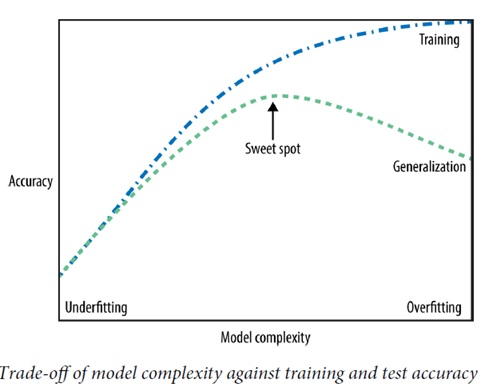 Training
Sweet spot
Generalization
Accuracy
Underfitting
Overfitting
Model complexity
Trade-off of model complexity against training and test accuracy